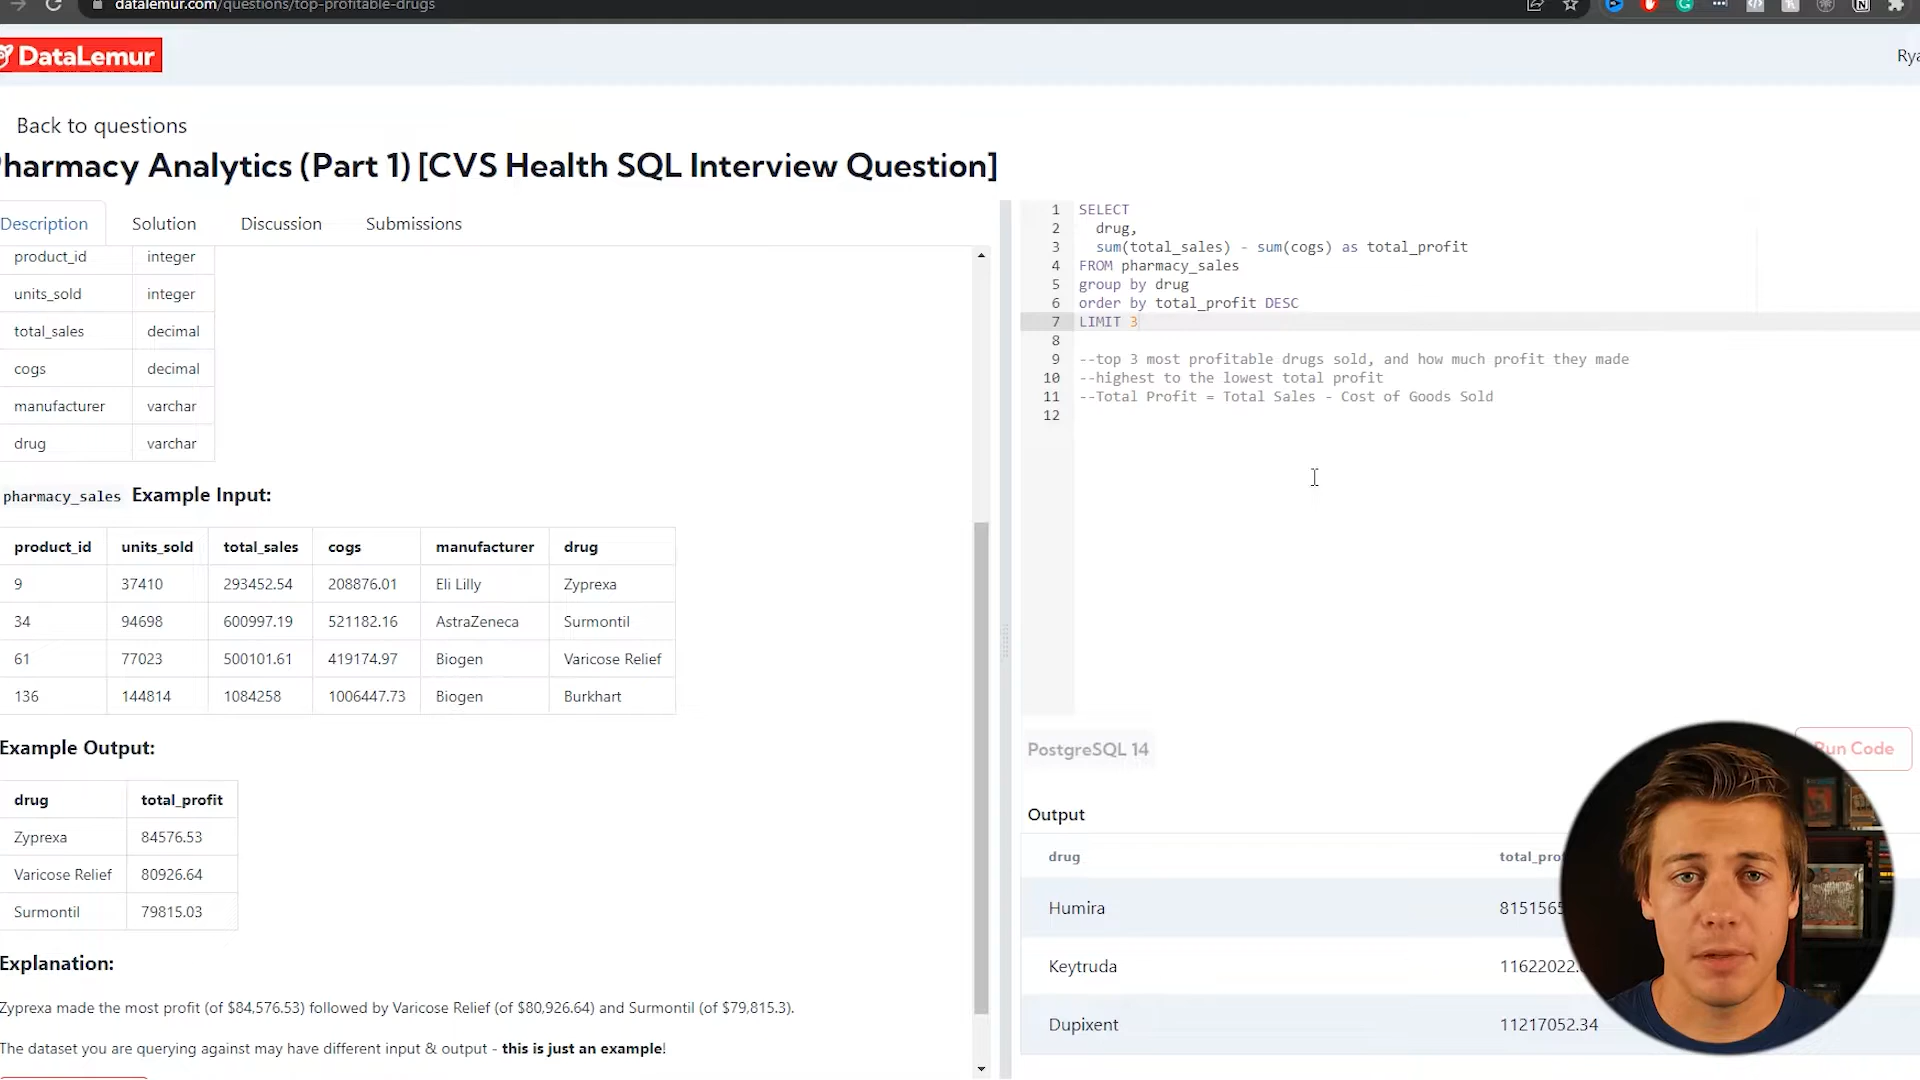 datalemur.com/questions/top-profitable-drugs
DataLemur
Back to questions
Pharmacy Analytics (Part 1) [CVS Health SQL Interview Question]
Description Solution Discussion Submissions
product_id integer
units_sold integer
total_sales decimal
cogs decimal
manufacturer varchar
drug varchar
pharmacy_sales Example Input:
product_id units_sold total_sales cogs manufacturer drug
9 37410 293452.54 208876.01 Eli Lilly Zyprexa
34 94698 600997.19 521182.16 AstraZeneca Surmontil
61 77023 500101.61 419174.97 Biogen Varicose Relief
136 144814 1084258 1006447.73 Biogen Burkhart
Example Output:
drug total_profit
Zyprexa 84576.53
Varicose Relief 80926.64
Surmontil 79815.03
Explanation:
Zyprexa made the most profit (of $84,576.53) followed by Varicose Relief (of $80,926.64) and Surmontil (of $79,815.3).
The dataset you are querying against may have different input & output - this is just an example!
1 SELECT
2 drug,
3 sum(total_sales) - sum(cogs) as total_profit
4 FROM pharmacy_sales
5 group by drug
6 order by total_profit DESC
7 LIMIT 3
8
9 --top 3 most profitable drugs sold, and how much profit they made
10 --highest to the lowest total profit
11 --Total Profit = Total Sales - Cost of Goods Sold
12
PostgreSQL 14
Run Code
Output
drug
Humira
Keytruda
Dupixent 11217052.34